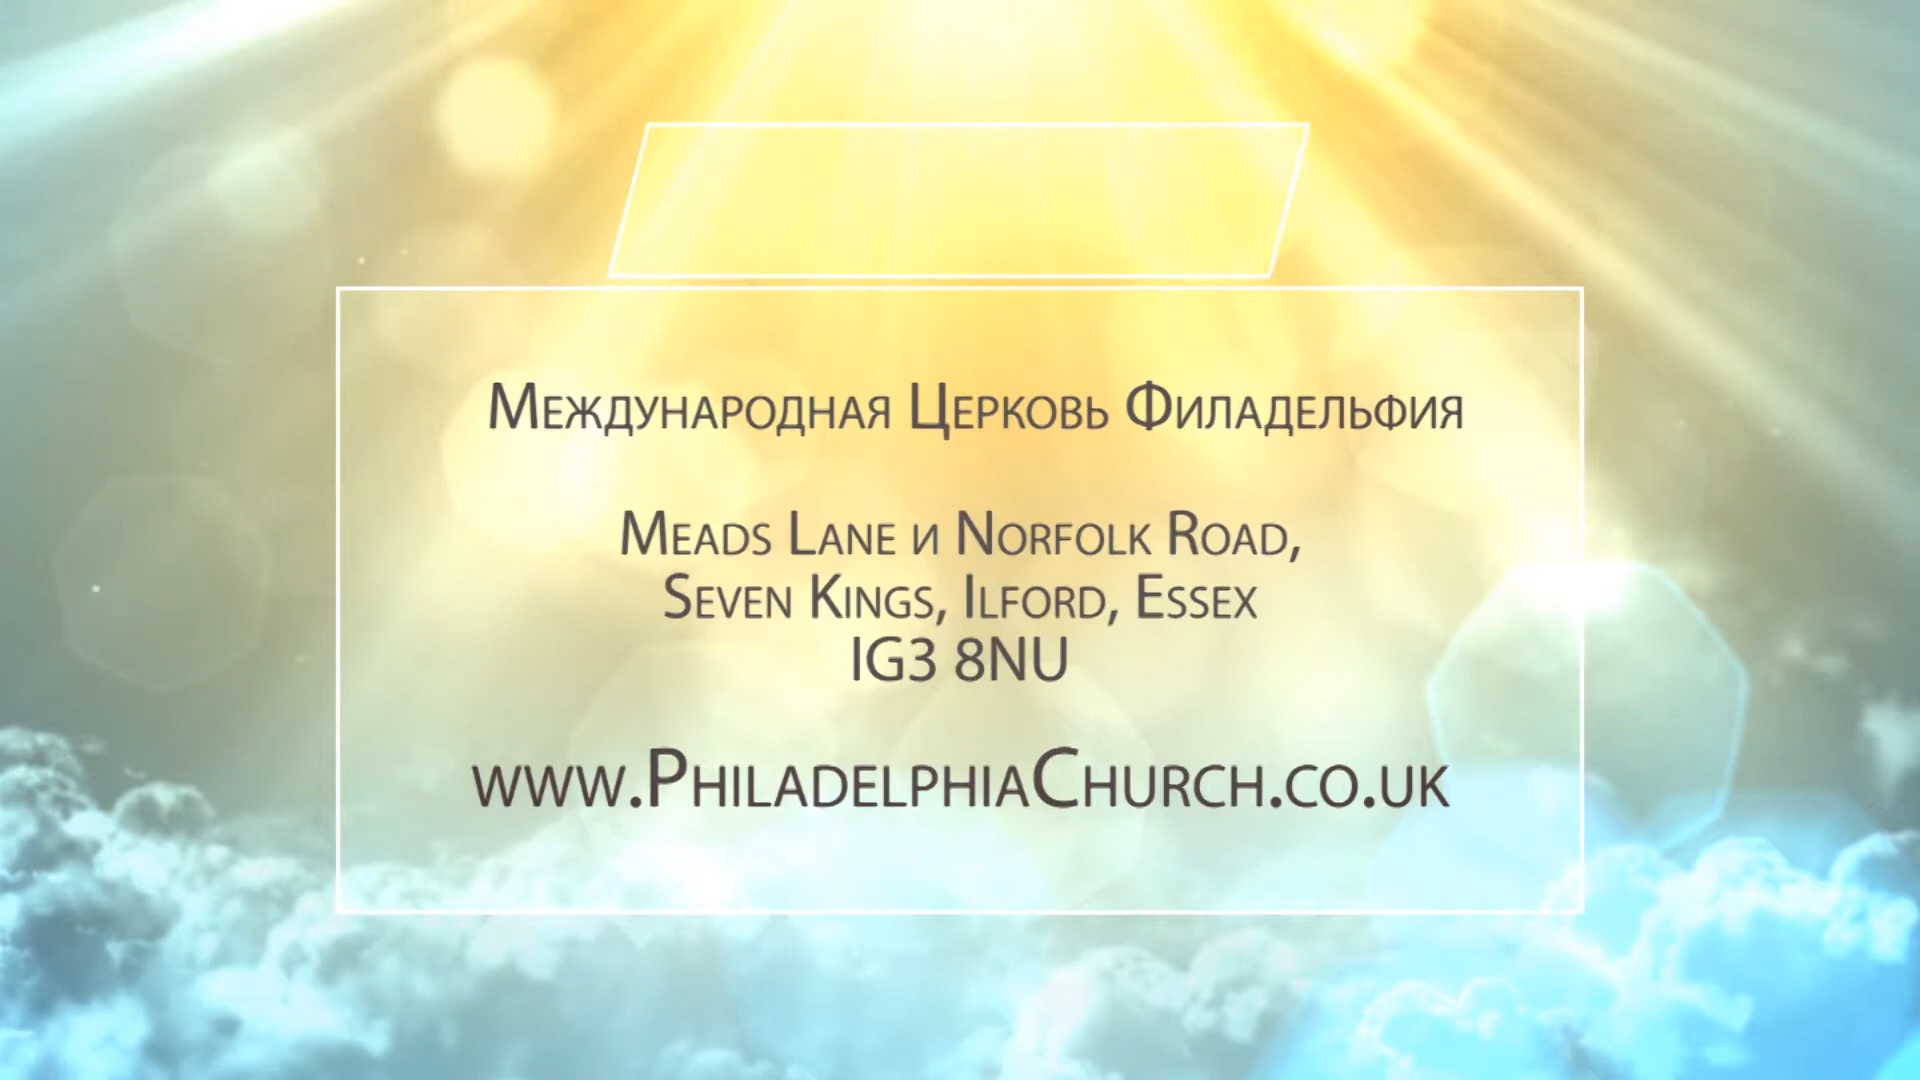 Международная Церковь Филадельфия
Meads Lane и Norfolk Road,
Seven Kings, Ilford, Essex
IG3 8NU
www.PhiladelphiaChurch.co.uk